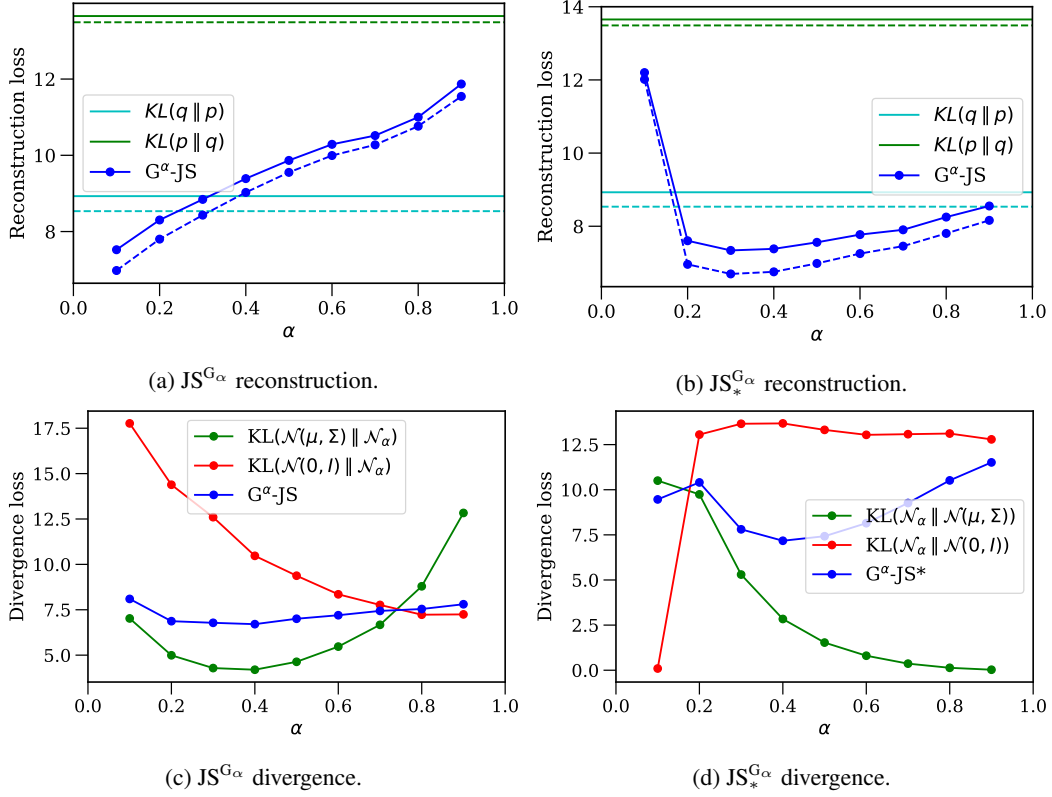 12
10
8
Reconstruction loss
KL(q ∥ p)
KL(p ∥ q)
G^α-JS
0.0 0.2 0.4 0.6 0.8 1.0
α
(a) JS^{G_α} reconstruction.
14
12
10
8
Reconstruction loss
KL(q ∥ p)
KL(p ∥ q)
G^α-JS
0.0 0.2 0.4 0.6 0.8 1.0
α
(b) JS_*^{G_α} reconstruction.
17.5
15.0
12.5
10.0
7.5
5.0
Divergence loss
KL(𝒩(μ, Σ) ∥ 𝒩_α)
KL(𝒩(0, I) ∥ 𝒩_α)
G^α-JS
0.0 0.2 0.4 0.6 0.8 1.0
α
(c) JS^{G_α} divergence.
12.5
10.0
7.5
5.0
2.5
0.0
Divergence loss
KL(𝒩_α ∥ 𝒩(μ, Σ))
KL(𝒩_α ∥ 𝒩(0, I))
G^α-JS*
0.0 0.2 0.4 0.6 0.8 1.0
α
(d) JS_*^{G_α} divergence.